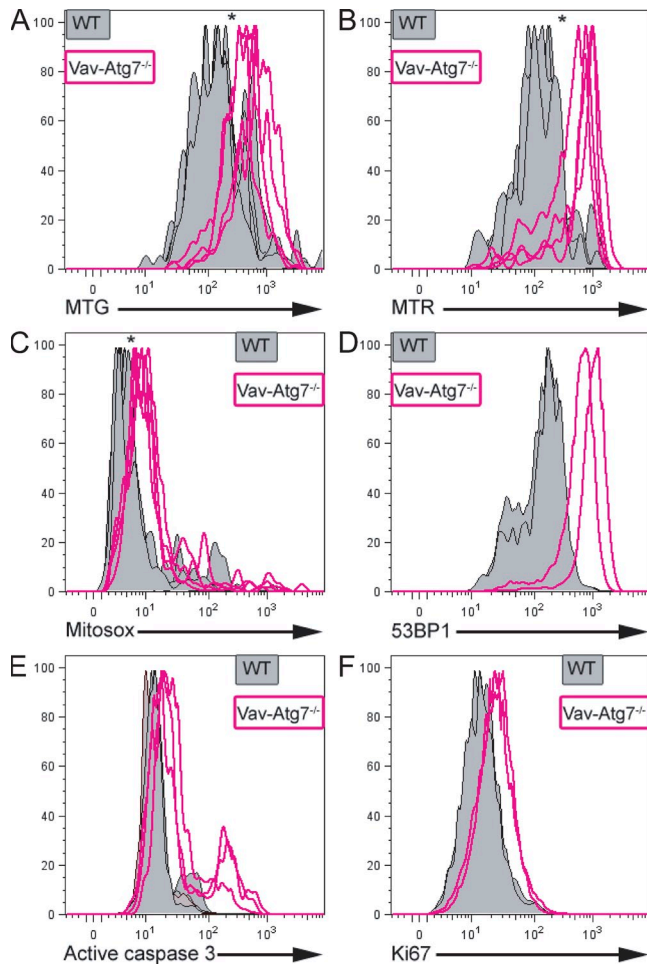 A
WT
Vav-Atg7-/-
*
100
80
60
40
20
0
0 10¹ 10² 10³
MTG
B
WT
Vav-Atg7-/-
*
100
80
60
40
20
0
0 10¹ 10² 10³
MTR
C
*
WT
Vav-Atg7-/-
100
80
60
40
20
0
0 10¹ 10² 10³
Mitosox
D
WT
Vav-Atg7-/-
100
80
60
40
20
0
0 10¹ 10² 10³
53BP1
E
WT
Vav-Atg7-/-
100
80
60
40
20
0
0 10¹ 10² 10³
Active caspase 3
F
WT
Vav-Atg7-/-
100
80
60
40
20
0
0 10¹ 10² 10³
Ki67